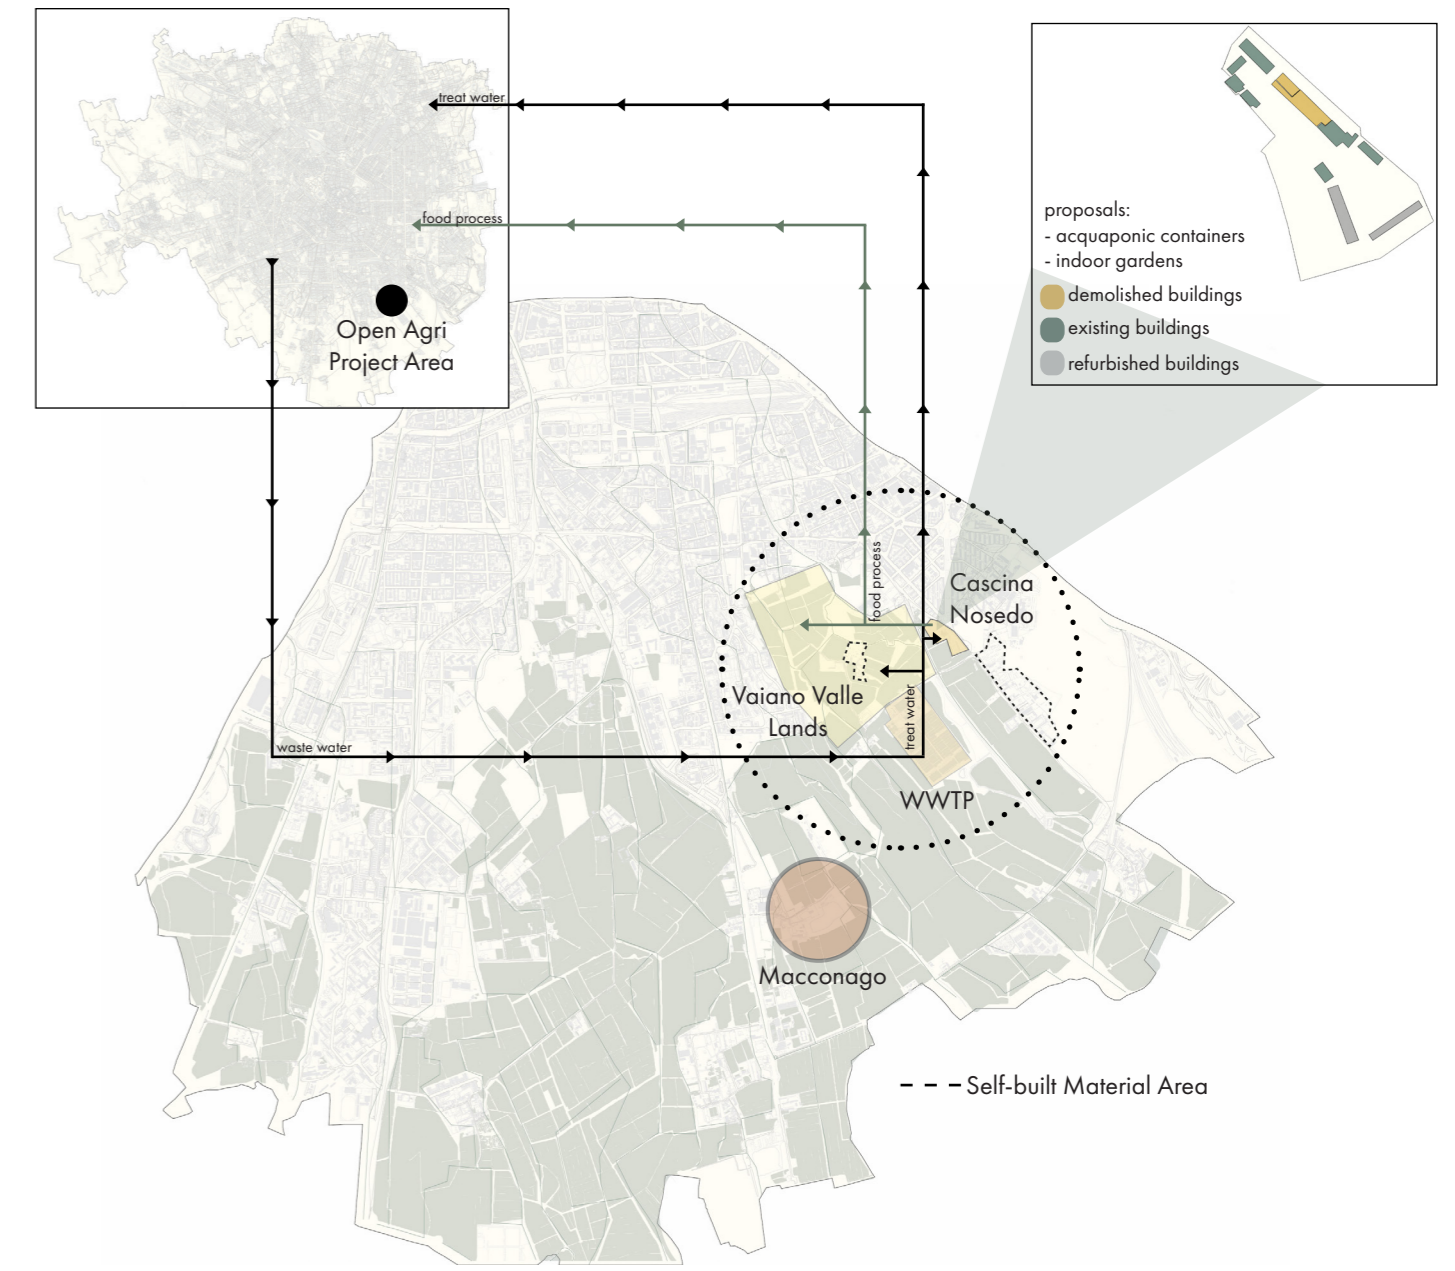 treat water
food process
Open Agri
Project Area
proposals:
- acquaponic containers
- indoor gardens
demolished buildings
existing buildings
refurbished buildings
food process
Cascina
Nosedo
Vaiano Valle
Lands
treat water
waste water
WWTP
Macconago
Self-built Material Area